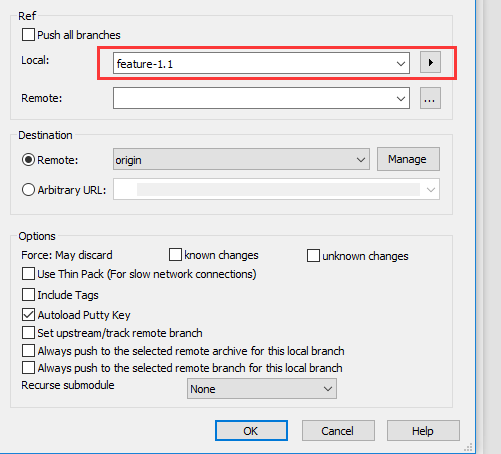 Ref
Push all branches
Local:
feature-1.1
Remote:
...
Destination
Remote:
origin
Manage
Arbitrary URL:
Options
Force: May discard
known changes
unknown changes
Use Thin Pack (For slow network connections)
Include Tags
Autoload Putty Key
Set upstream/track remote branch
Always push to the selected remote archive for this local branch
Always push to the selected remote branch for this local branch
Recurse submodule
None
OK
Cancel
Help